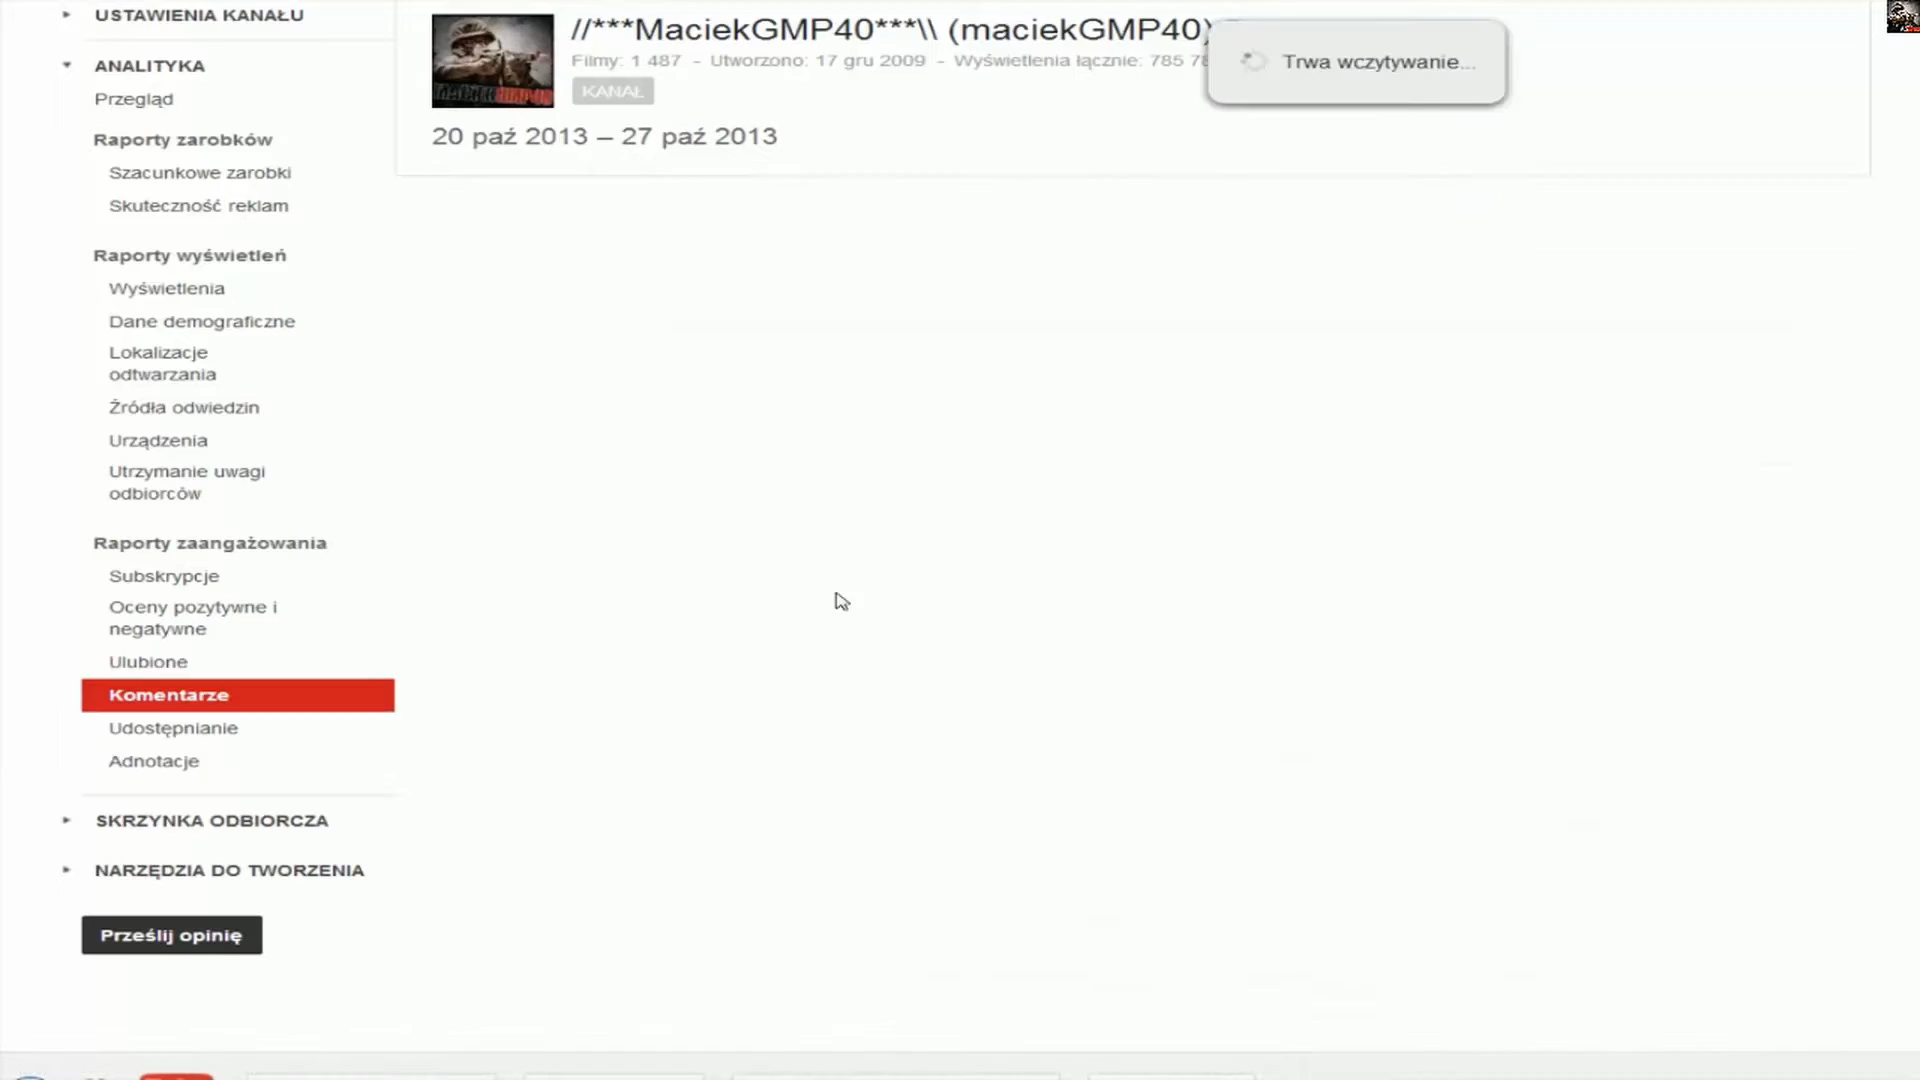 USTAWIENIA KANAŁU
ANALITYKA
Przegląd
Raporty zarobków
Szacunkowe zarobki
Skuteczność reklam
Raporty wyświetleń
Wyświetlenia
Dane demograficzne
Lokalizacje
odtwarzania
Źródła odwiedzin
Urządzenia
Utrzymanie uwagi
odbiorców
Raporty zaangażowania
Subskrypcje
Oceny pozytywne i
negatywne
Ulubione
Komentarze
Udostępnianie
Adnotacje
SKRZYNKA ODBIORCZA
NARZĘDZIA DO TWORZENIA
Prześlij opinię
//***MaciekGMP40***\\ (maciekGMP40)
Filmy: 1 487 - Utworzono: 17 gru 2009 - Wyświetlenia łącznie: 785 78
KANAŁ
20 paź 2013 – 27 paź 2013
Trwa wczytywanie...